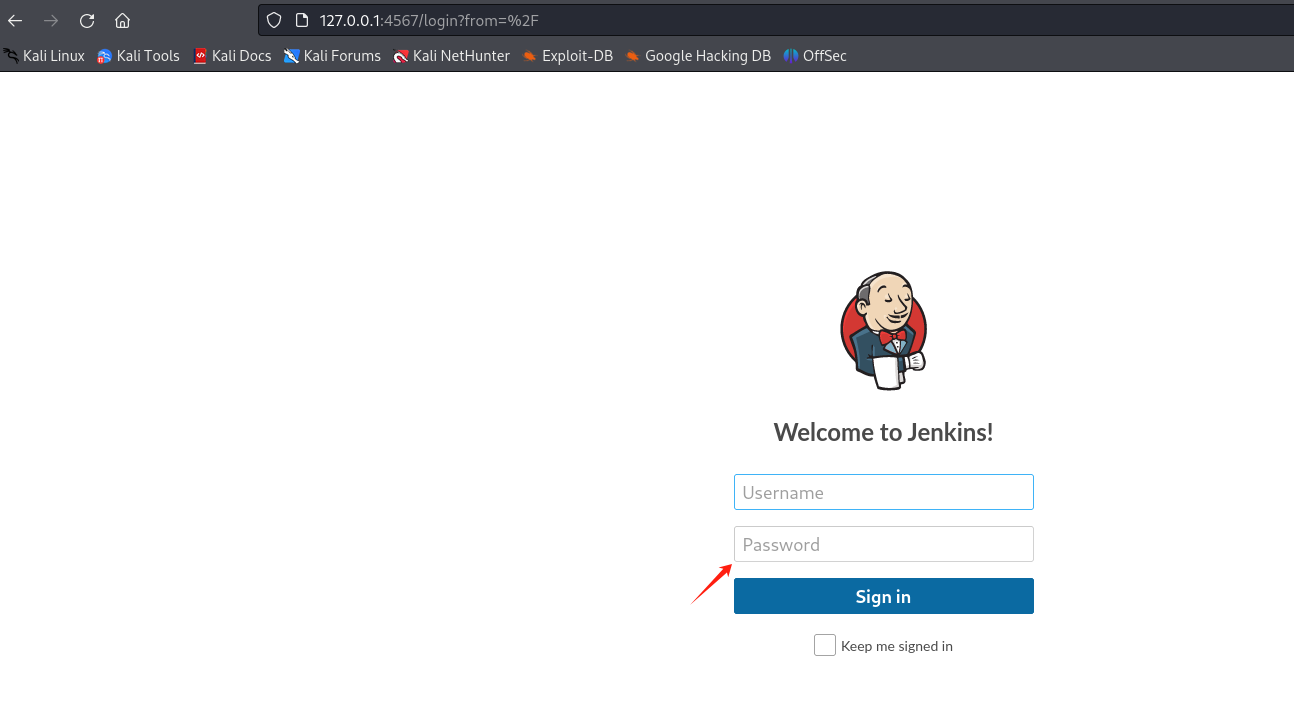 127.0.0.1:4567/login?from=%2F
Kali Linux Kali Tools Kali Docs Kali Forums Kali NetHunter Exploit-DB Google Hacking DB OffSec
Welcome to Jenkins!
Username
Password
Sign in
Keep me signed in